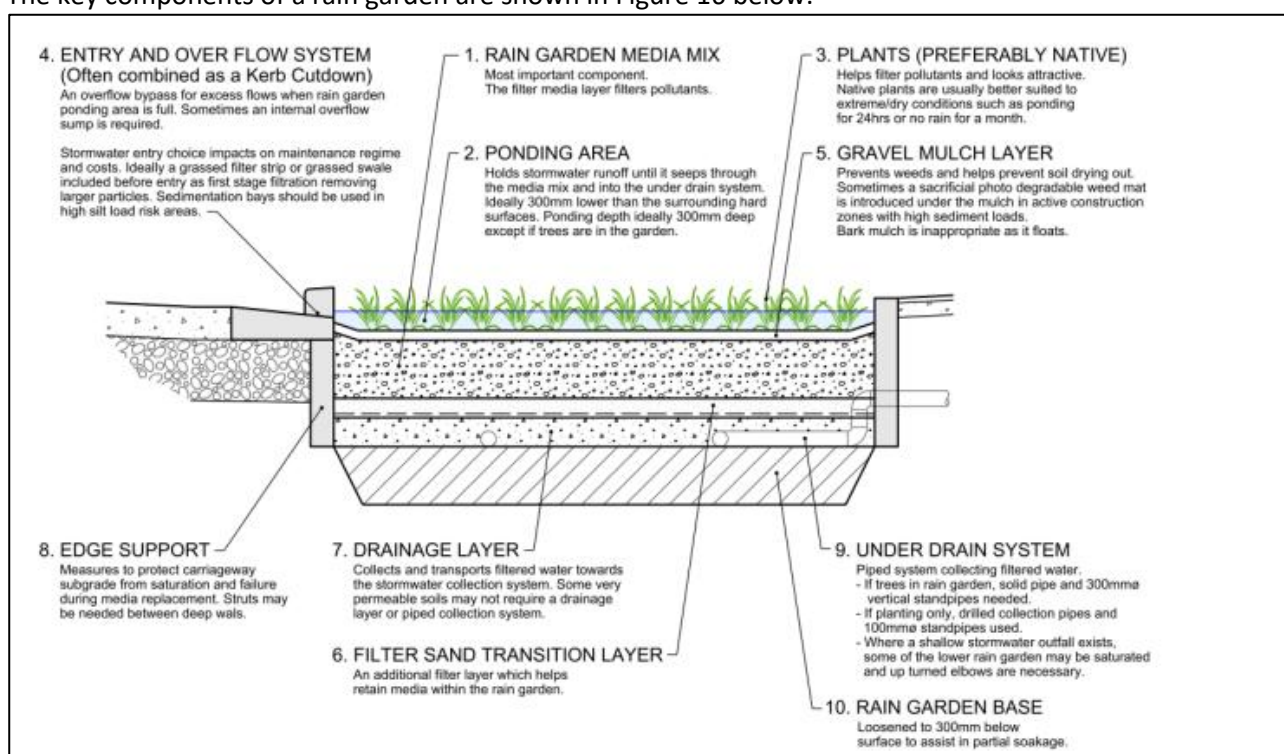 The key components of a rain garden are shown in Figure 10 below.
4. ENTRY AND OVER FLOW SYSTEM
(Often combined as a Kerb Cutdown)
An overflow bypass for excess flows when rain garden
ponding area is full. Sometimes an internal overflow
sump is required.
Stormwater entry choice impacts on maintenance regime
and costs. Ideally a grassed filter strip or grassed swale
included before entry as first stage filtration removing
larger particles. Sedimentation bays should be used in
high silt load risk areas.
1. RAIN GARDEN MEDIA MIX
Most important component.
The filter media layer filters pollutants.
2. PONDING AREA
Holds stormwater runoff until it seeps through
the media mix and into the under drain system.
Ideally 300mm lower than the surrounding hard
surfaces. Ponding depth ideally 300mm deep
except if trees are in the garden.
3. PLANTS (PREFERABLY NATIVE)
Helps filter pollutants and looks attractive.
Native plants are usually better suited to
extreme/dry conditions such as ponding
for 24hrs or no rain for a month.
5. GRAVEL MULCH LAYER
Prevents weeds and helps prevent soil drying out.
Sometimes a sacrificial photo degradable weed mat
is introduced under the mulch in active construction
zones with high sediment loads.
Bark mulch is inappropriate as it floats.
8. EDGE SUPPORT
Measures to protect carriageway
subgrade from saturation and failure
during media replacement. Struts may
be needed between deep wals.
7. DRAINAGE LAYER
Collects and transports filtered water towards
the stormwater collection system. Some very
permeable soils may not require a drainage
layer or piped collection system.
6. FILTER SAND TRANSITION LAYER
An additional filter layer which helps
retain media within the rain garden.
9. UNDER DRAIN SYSTEM
Piped system collecting filtered water.
- If trees in rain garden, solid pipe and 300mmø
vertical standpipes needed.
- If planting only, drilled collection pipes and
100mmø standpipes used.
- Where a shallow stormwater outfall exists,
some of the lower rain garden may be saturated
and up turned elbows are necessary.
10. RAIN GARDEN BASE
Loosened to 300mm below
surface to assist in partial soakage.